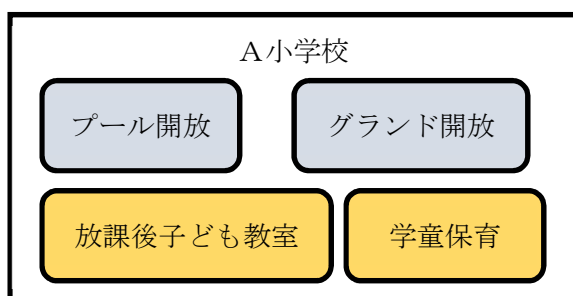 A小学校
プール開放
グランド開放
放課後子ども教室
学童保育